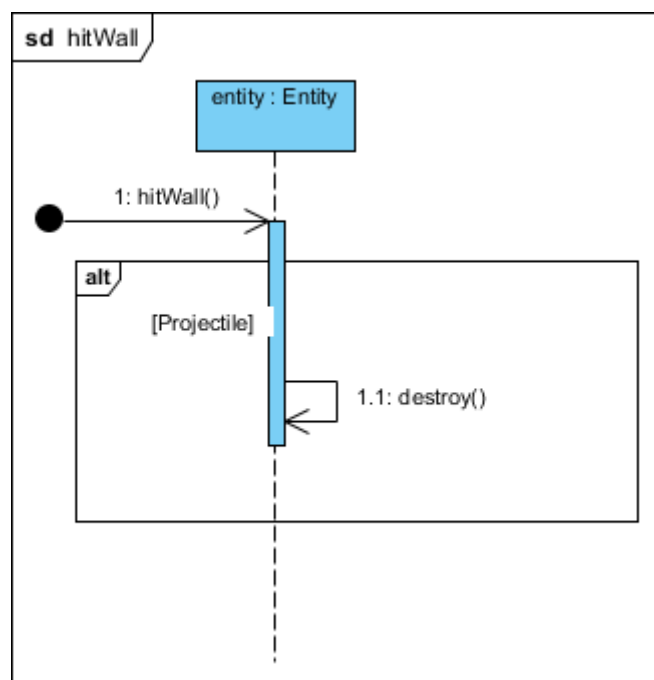 sd hitWall
entity : Entity
1: hitWall()
alt
[Projectile]
1.1: destroy()